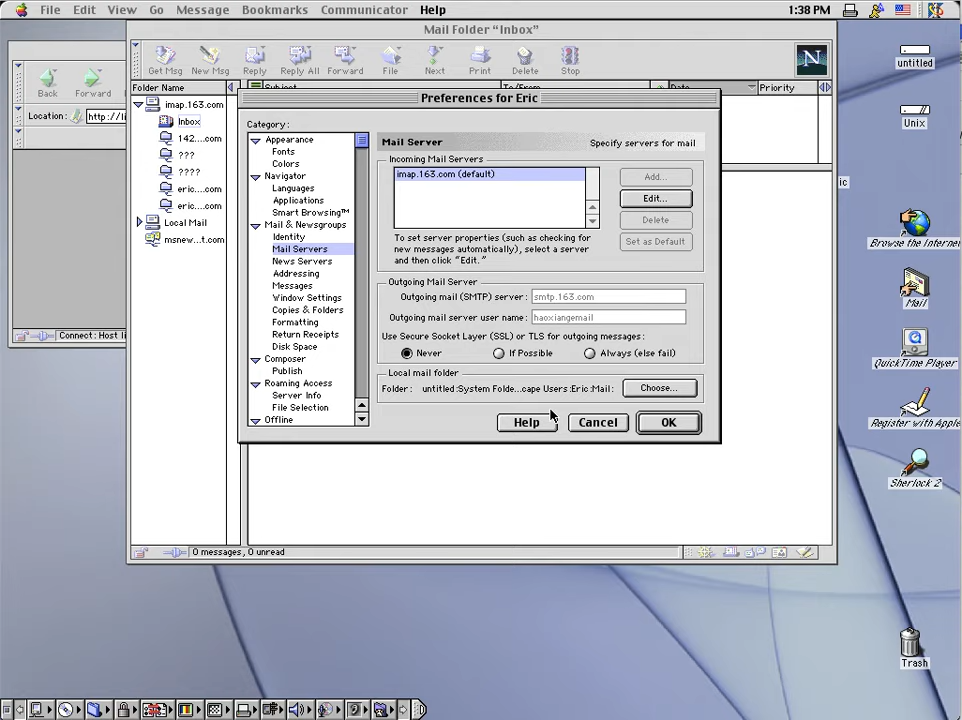 File Edit View Go Message Bookmarks Communicator Help 1:38 PM
Mail Folder “Inbox”
Get Msg New Msg Reply Reply All Forward File Next Print Delete Stop
N
Back Forward
Location: http://li
Connect: Host l
Folder Name Subject To/From Date Priority
imap.163.com
Inbox
142...com
???
????
eric...com
eric...com
Local Mail
msnew...t.com
0 messages, 0 unread
Preferences for Eric
Category:
Appearance
Fonts
Colors
Navigator
Languages
Applications
Smart Browsing™
Mail & Newsgroups
Identity
Mail Servers
News Servers
Addressing
Messages
Window Settings
Copies & Folders
Formatting
Return Receipts
Disk Space
Composer
Publish
Roaming Access
Server Info
File Selection
Offline
Mail Server Specify servers for mail
Incoming Mail Servers
imap.163.com (default)
Add...
Edit...
Delete
Set as Default
To set server properties (such as checking for
new messages automatically), select a server
and then click "Edit."
Outgoing Mail Server
Outgoing mail (SMTP) server: smtp.163.com
Outgoing mail server user name: haoxiangemail
Use Secure Socket Layer (SSL) or TLS for outgoing messages:
Never If Possible Always (else fail)
Local mail folder
Folder: untitled:System Folde...cape Users:Eric:Mail: Choose...
Help Cancel OK
untitled
Unix
ic
Browse the Internet
Mail
QuickTime Player
Register with Apple
Sherlock 2
Trash